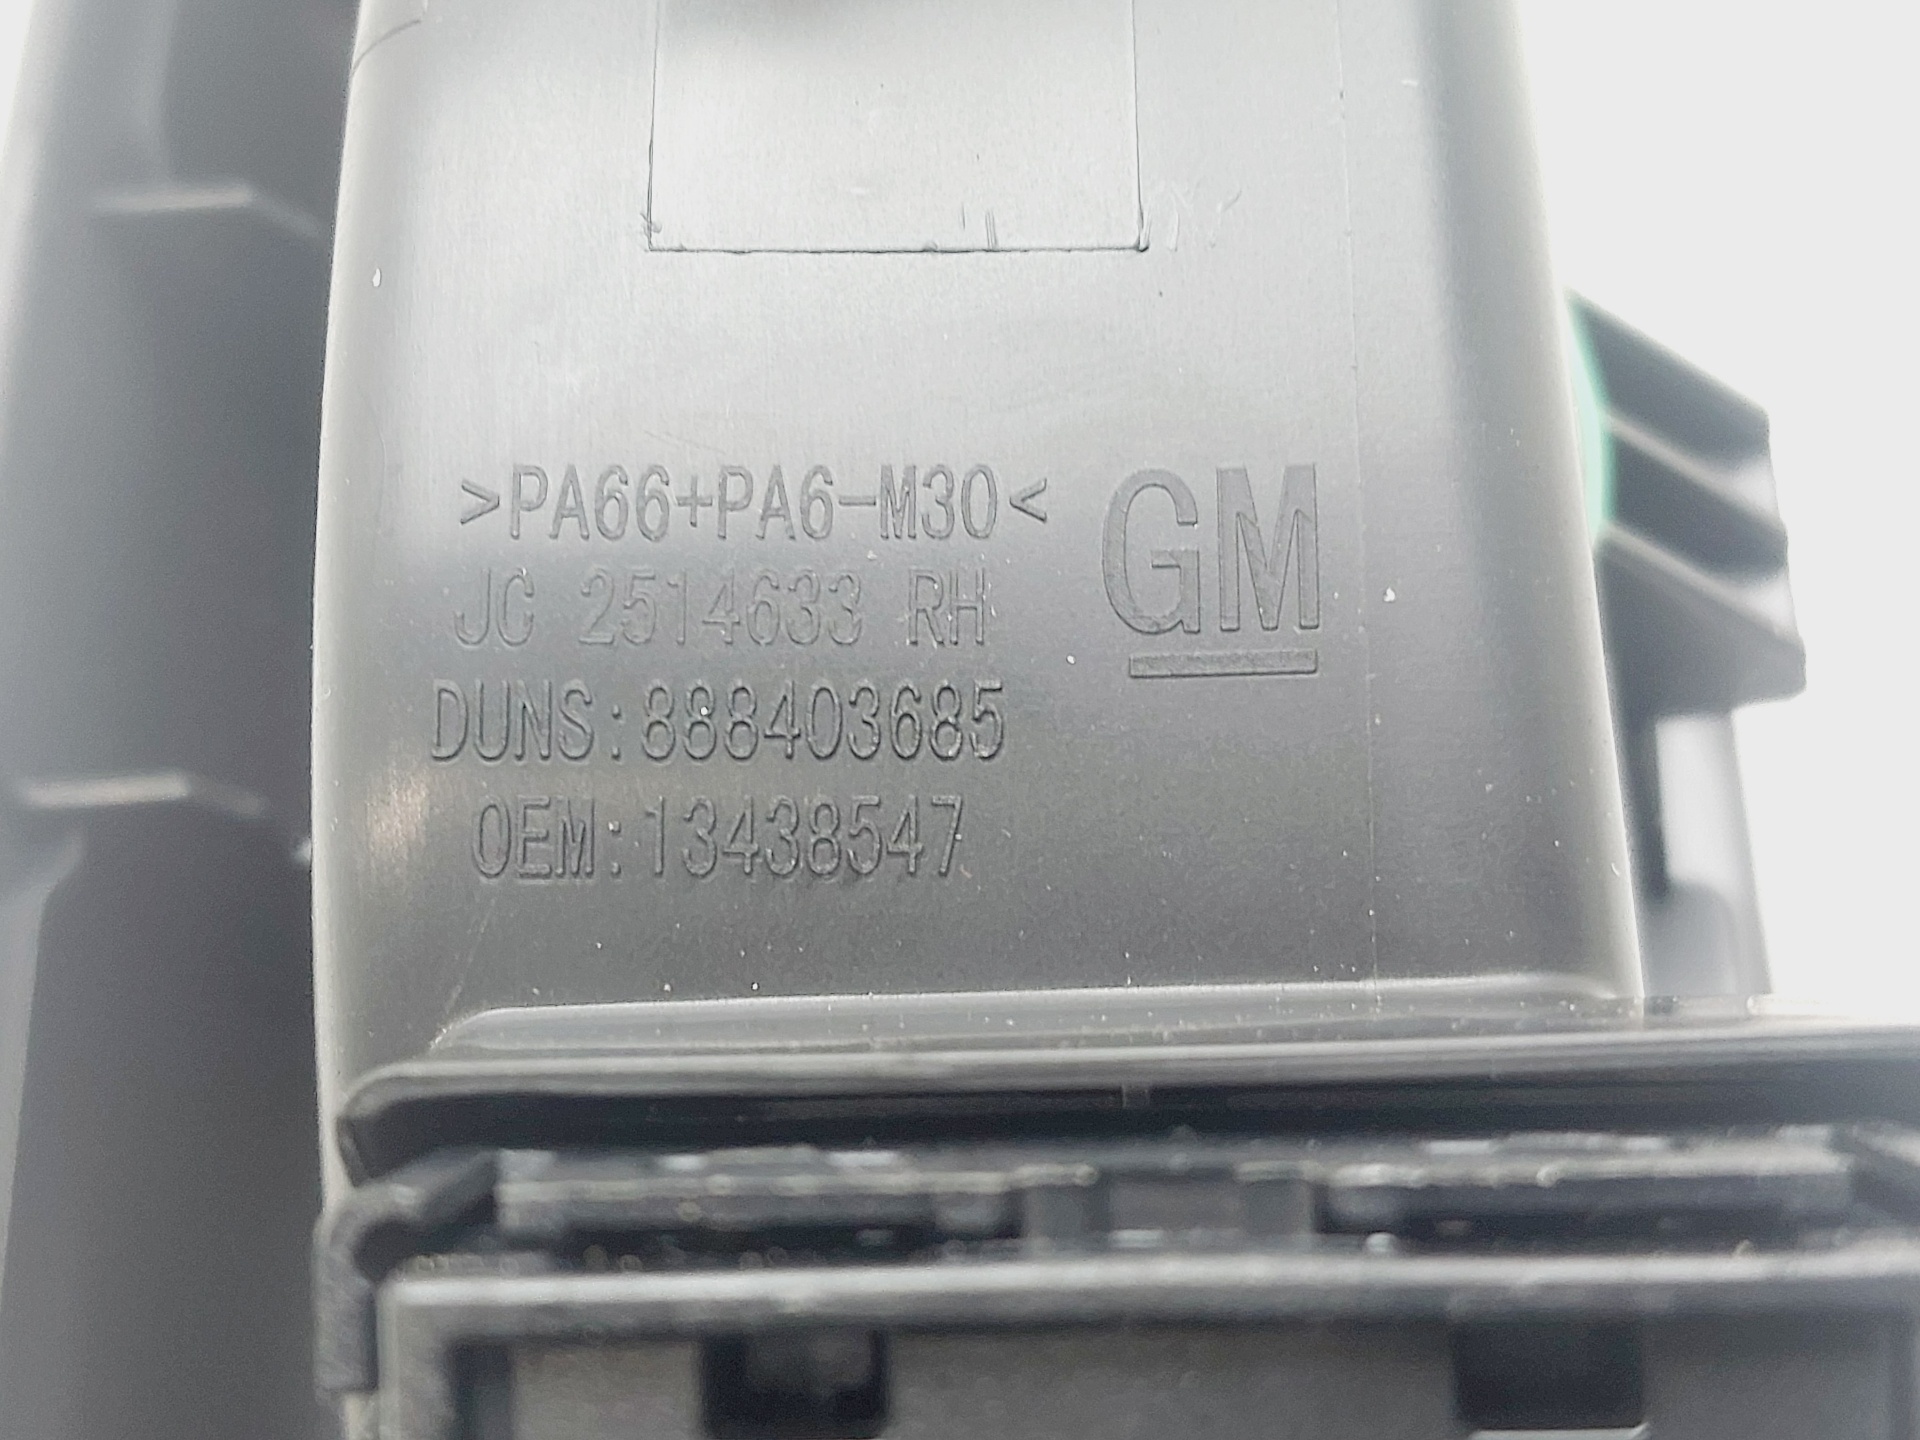 >PA66+PA6-M30<
GM
JC 2514633 RH
DUNS:888403685
OEM:13438547